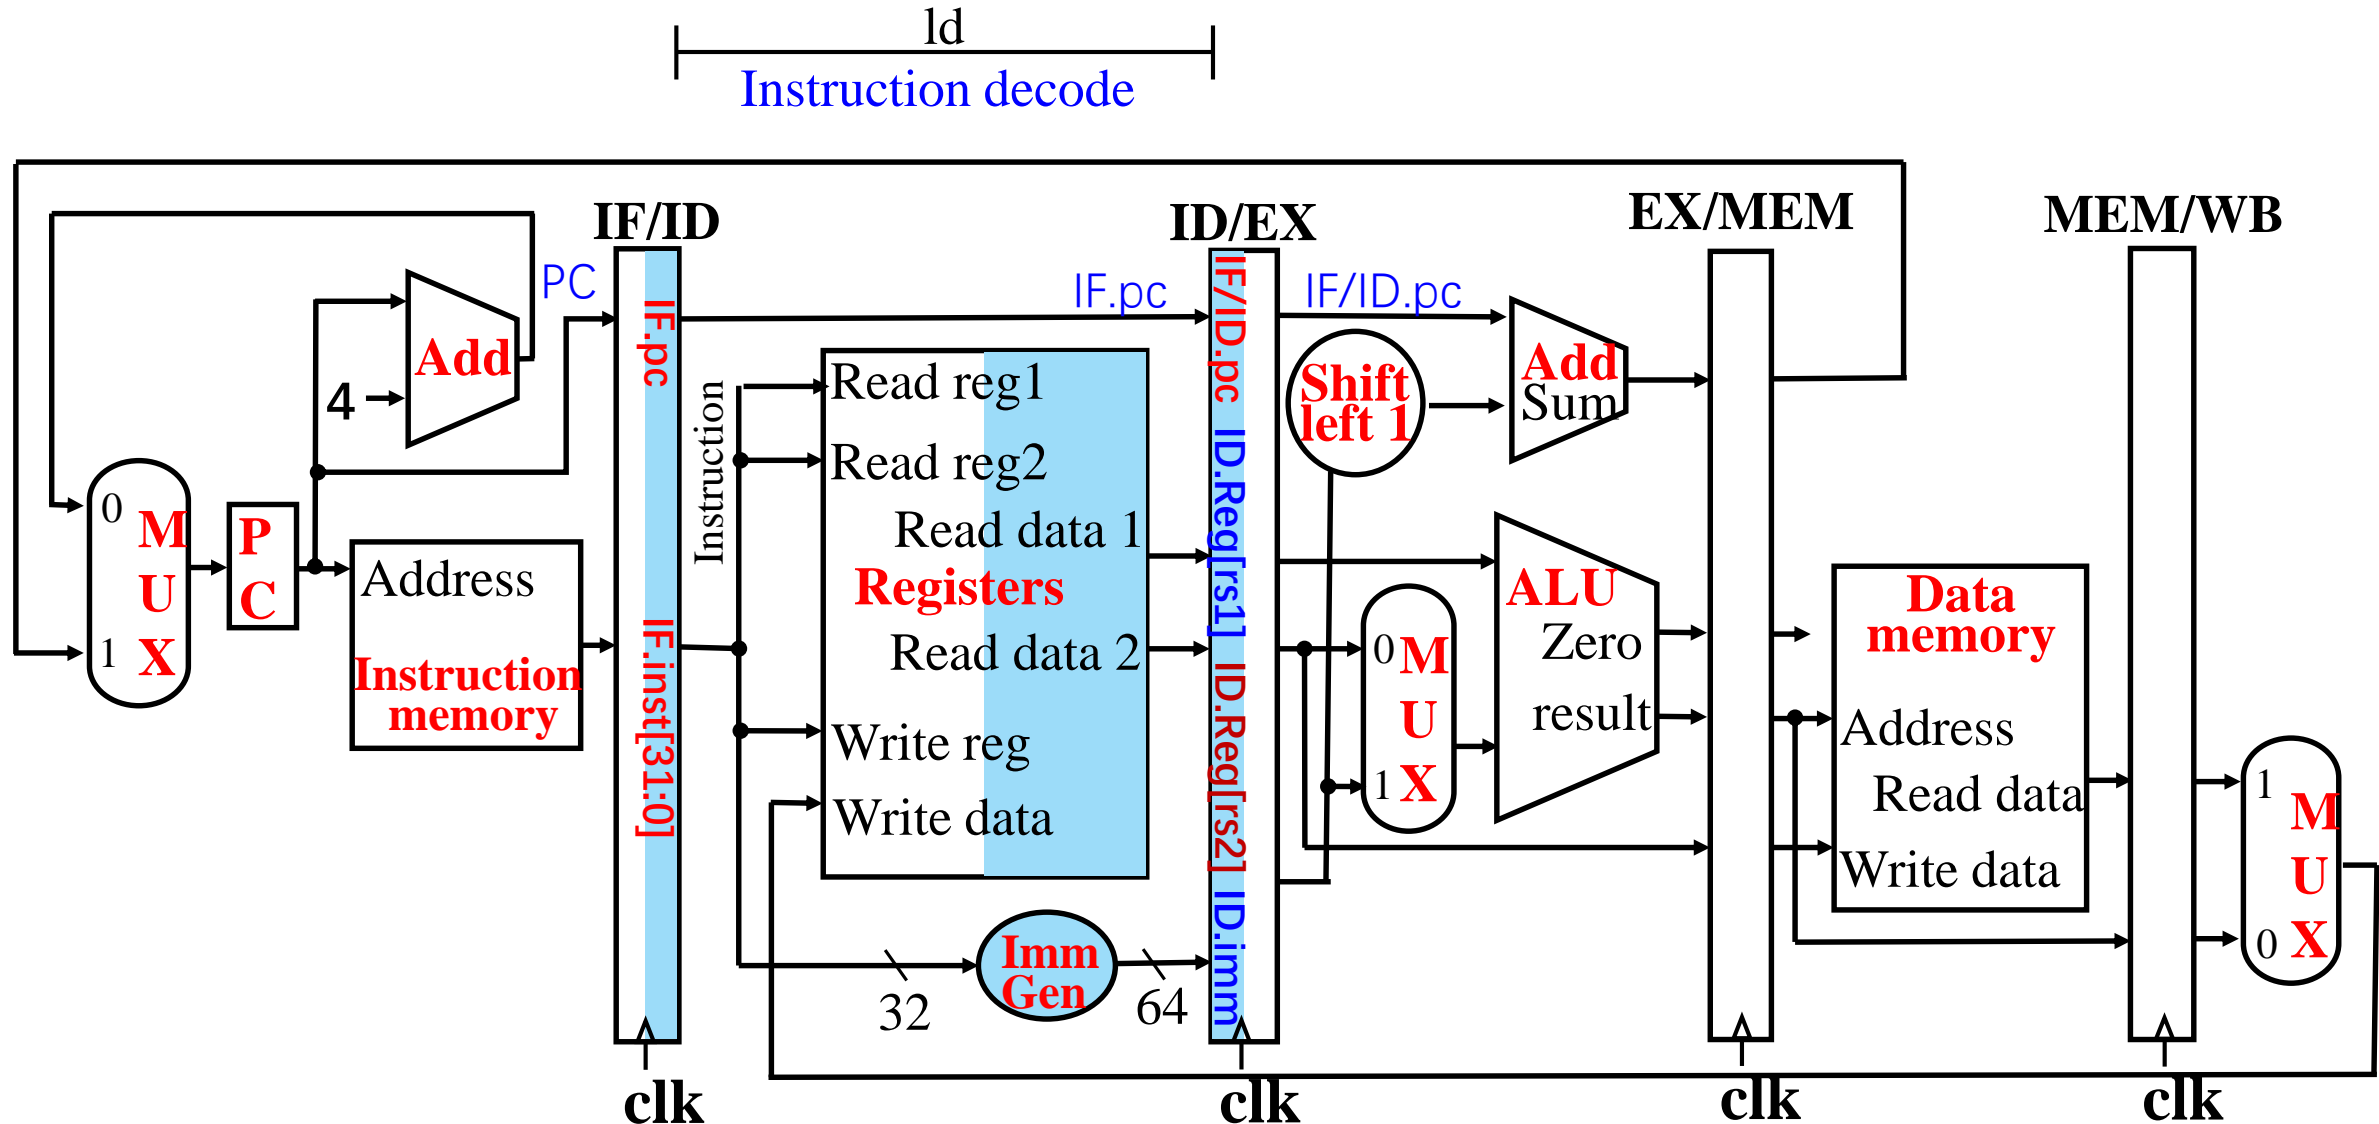 ld
Instruction decode
IF/ID
ID/EX
EX/MEM
MEM/WB
PC
IF.pc
IF/ID.pc
Add
4
IF.pc
IF/ID.pc
Shift
left 1
Add
Sum
Instruction
Read reg1
Read reg2
Read data 1
Registers
Read data 2
Write reg
Write data
ID.Reg[rs1]
ID.Reg[rs2]
ID.imm
0
M
U
X
1
P
C
Address
Instruction
memory
IF.inst[31:0]
0
M
U
X
1
ALU
Zero
result
Data
memory
Address
Read data
Write data
1
M
U
X
0
Imm
Gen
32
64
clk
clk
clk
clk